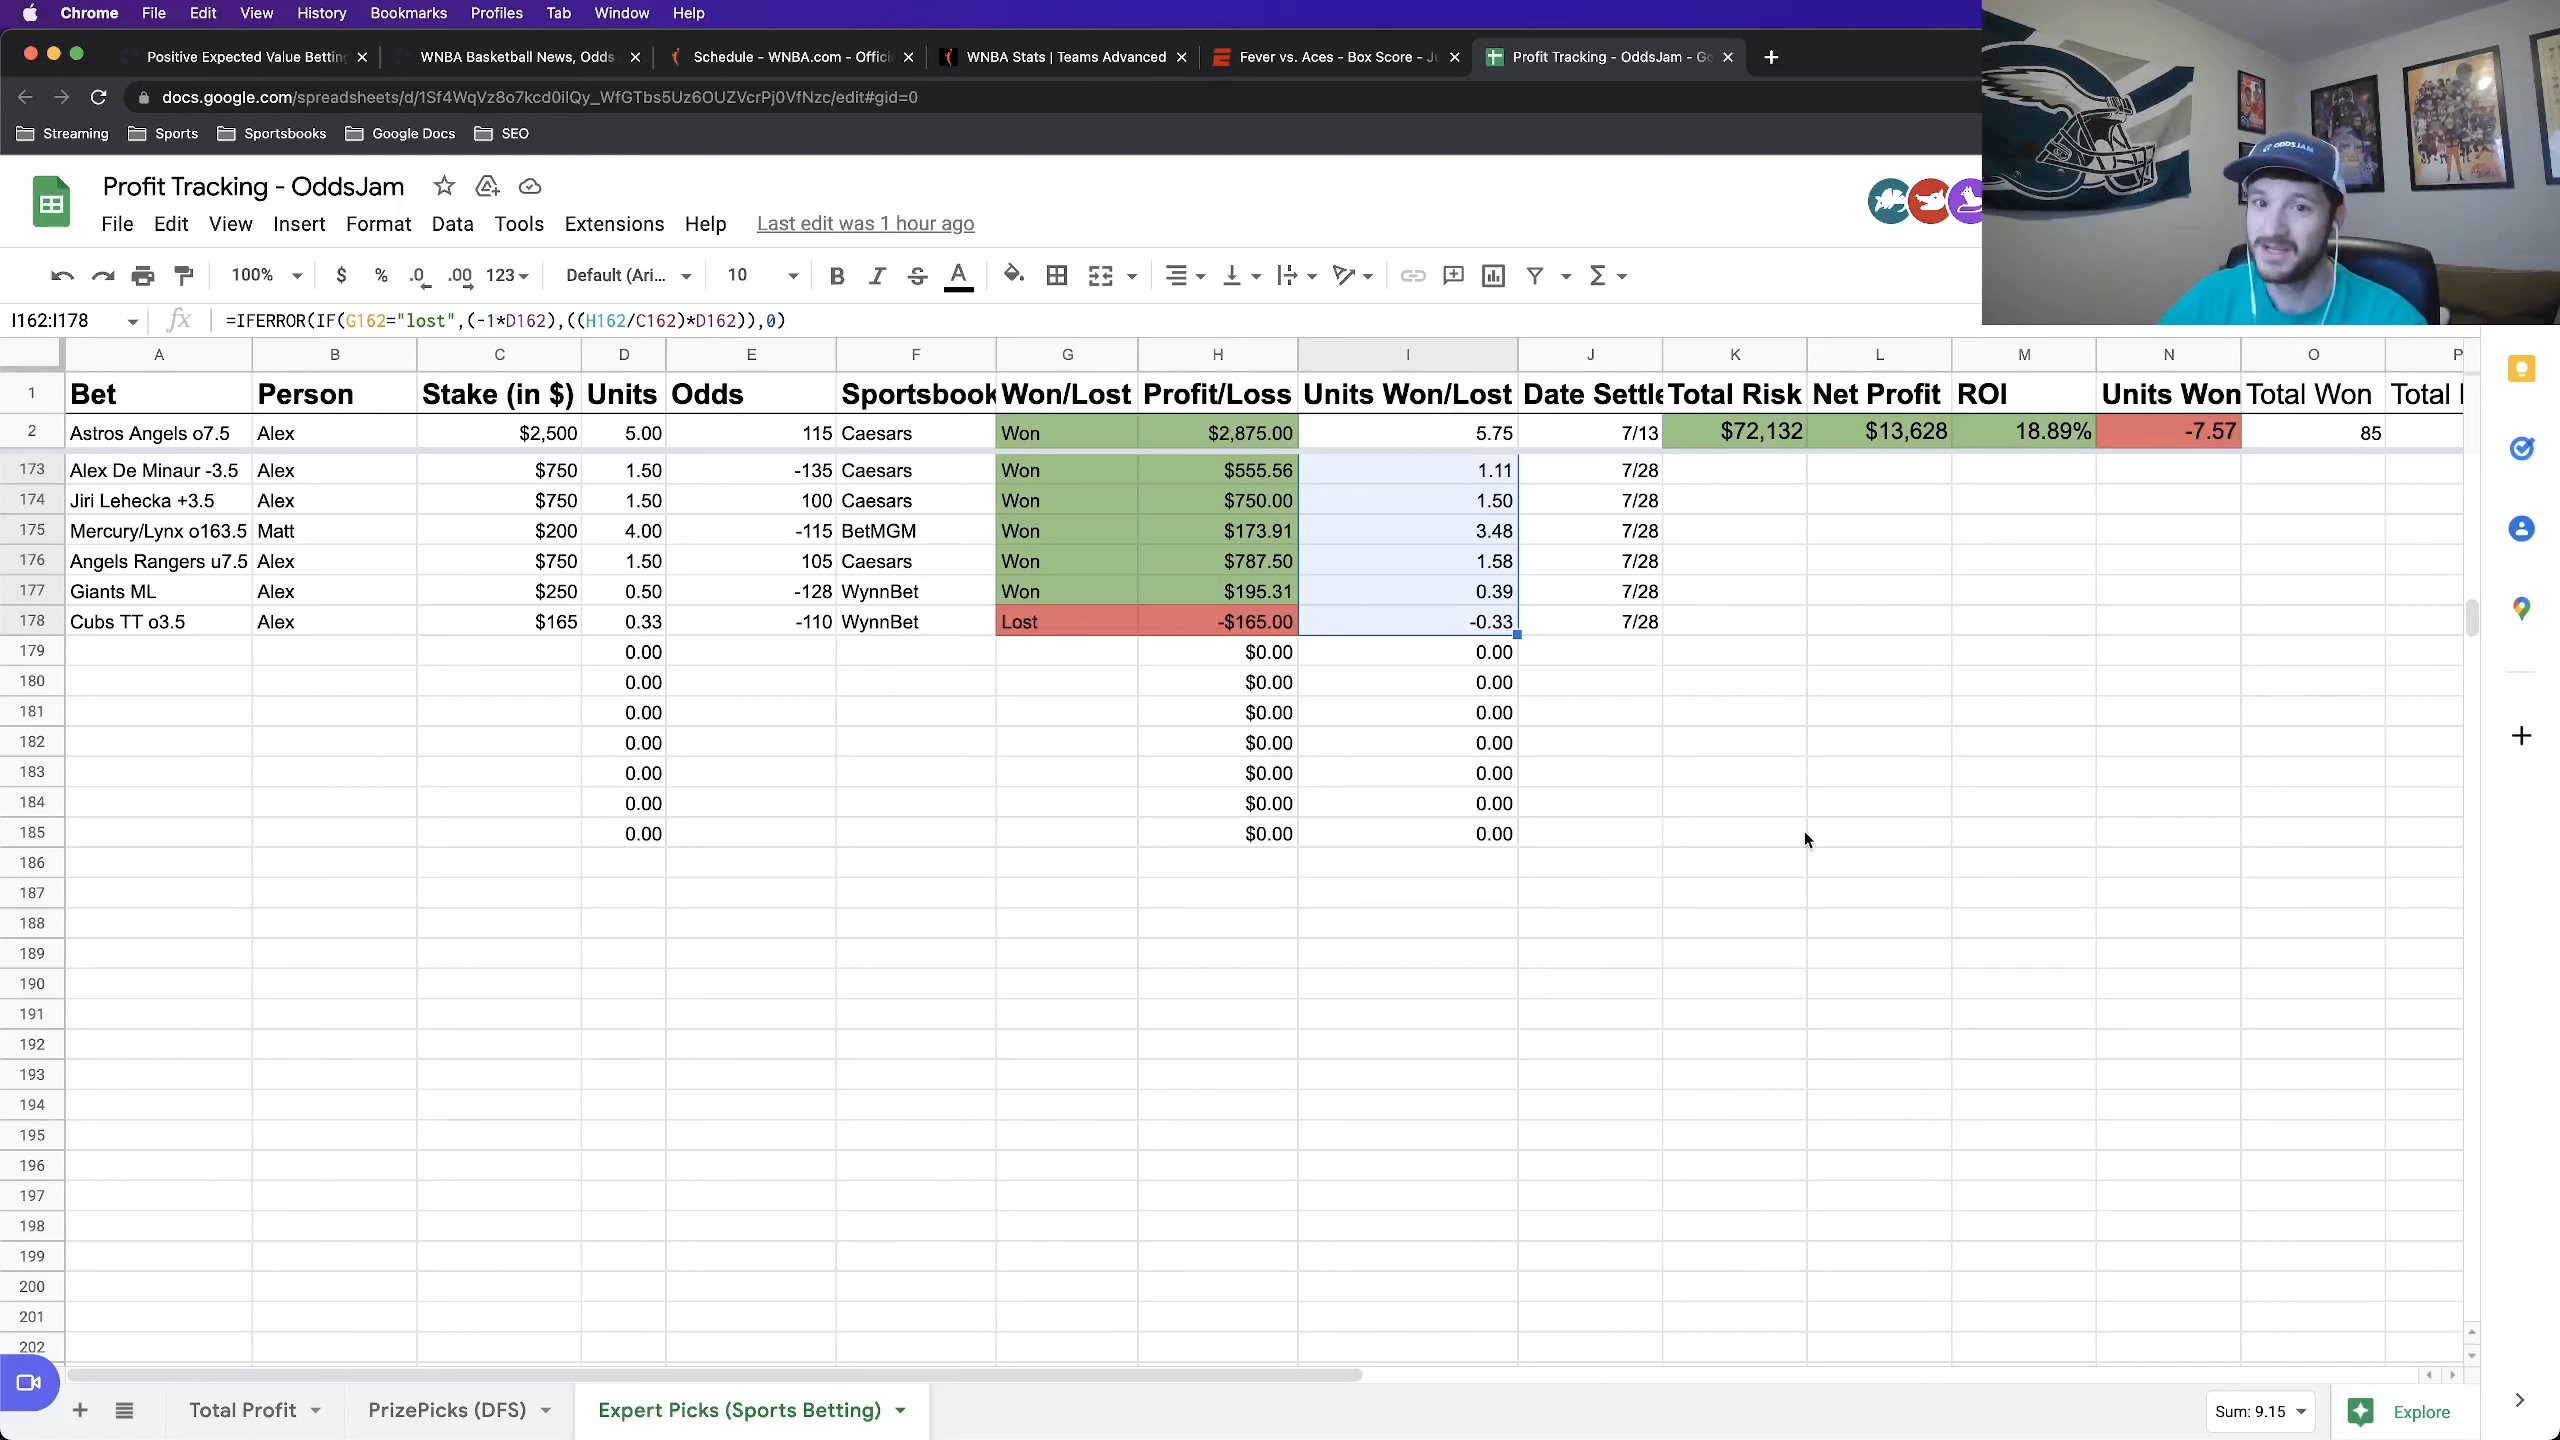 Chrome File Edit View History Bookmarks Profiles Tab Window Help
Positive Expected Value Betting WNBA Basketball News, Odds Schedule - WNBA.com - Offici WNBA Stats | Teams Advanced Fever vs. Aces - Box Score - Ju Profit Tracking - OddsJam - Go
docs.google.com/spreadsheets/d/1Sf4WqVz8o7kcd0ilQy_WfGTbs5Uz6OUZVcrPj0VfNzc/edit#gid=0
Streaming Sports Sportsbooks Google Docs SEO
ODDSJAM
Profit Tracking - OddsJam
File Edit View Insert Format Data Tools Extensions Help Last edit was 1 hour ago
100% $ % .0 .00 123 Default (Ari... 10 B I S A
I162:I178 fx =IFERROR(IF(G162="lost",(-1*D162),((H162/C162)*D162)),0)
A B C D E F G H I J K L M N O P
1 Bet Person Stake (in $) Units Odds Sportsbook Won/Lost Profit/Loss Units Won/Lost Date Settle Total Risk Net Profit ROI Units Won Total Won Total
2 Astros Angels o7.5 Alex $2,500 5.00 115 Caesars Won $2,875.00 5.75 7/13 $72,132 $13,628 18.89% -7.57 85
173 Alex De Minaur -3.5 Alex $750 1.50 -135 Caesars Won $555.56 1.11 7/28
174 Jiri Lehecka +3.5 Alex $750 1.50 100 Caesars Won $750.00 1.50 7/28
175 Mercury/Lynx o163.5 Matt $200 4.00 -115 BetMGM Won $173.91 3.48 7/28
176 Angels Rangers u7.5 Alex $750 1.50 105 Caesars Won $787.50 1.58 7/28
177 Giants ML Alex $250 0.50 -128 WynnBet Won $195.31 0.39 7/28
178 Cubs TT o3.5 Alex $165 0.33 -110 WynnBet Lost -$165.00 -0.33 7/28
179 0.00 $0.00 0.00
180 0.00 $0.00 0.00
181 0.00 $0.00 0.00
182 0.00 $0.00 0.00
183 0.00 $0.00 0.00
184 0.00 $0.00 0.00
185 0.00 $0.00 0.00
186
187
188
189
190
191
192
193
194
195
196
197
198
199
200
201
202
Total Profit PrizePicks (DFS) Expert Picks (Sports Betting) Sum: 9.15 Explore